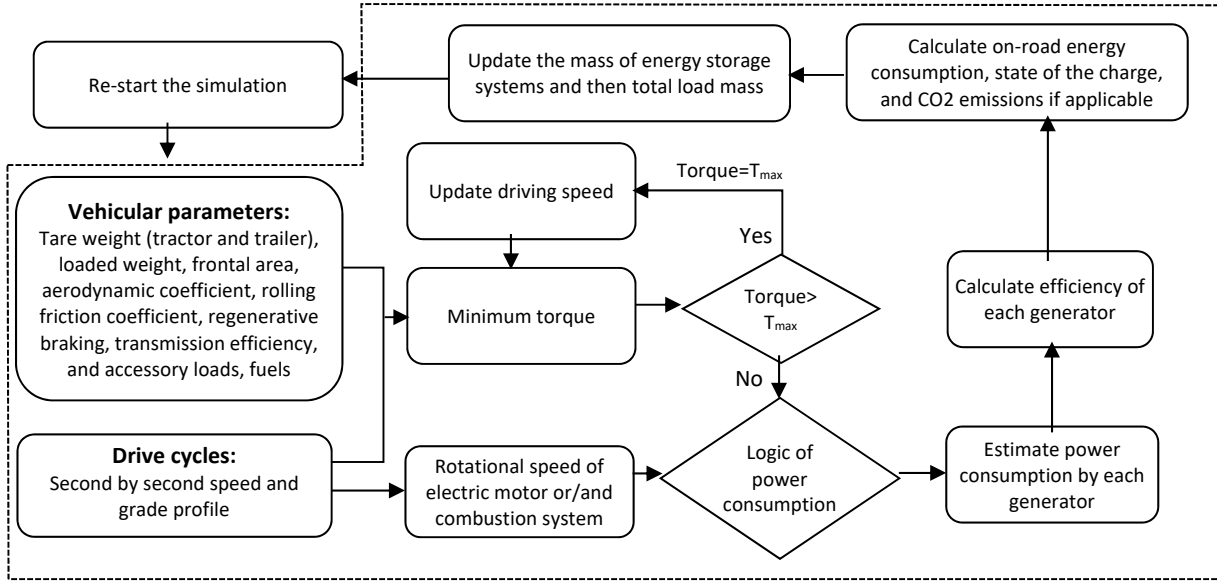 Re-start the simulation
Update the mass of energy storage
systems and then total load mass
Calculate on-road energy
consumption, state of the charge,
and CO2 emissions if applicable
Vehicular parameters:
Tare weight (tractor and trailer),
loaded weight, frontal area,
aerodynamic coefficient, rolling
friction coefficient, regenerative
braking, transmission efficiency,
and accessory loads, fuels
Update driving speed
Torque=Tmax
Yes
Minimum torque
Torque>
Tmax
No
Calculate efficiency of
each generator
Drive cycles:
Second by second speed and
grade profile
Rotational speed of
electric motor or/and
combustion system
Logic of
power
consumption
Estimate power
consumption by each
generator